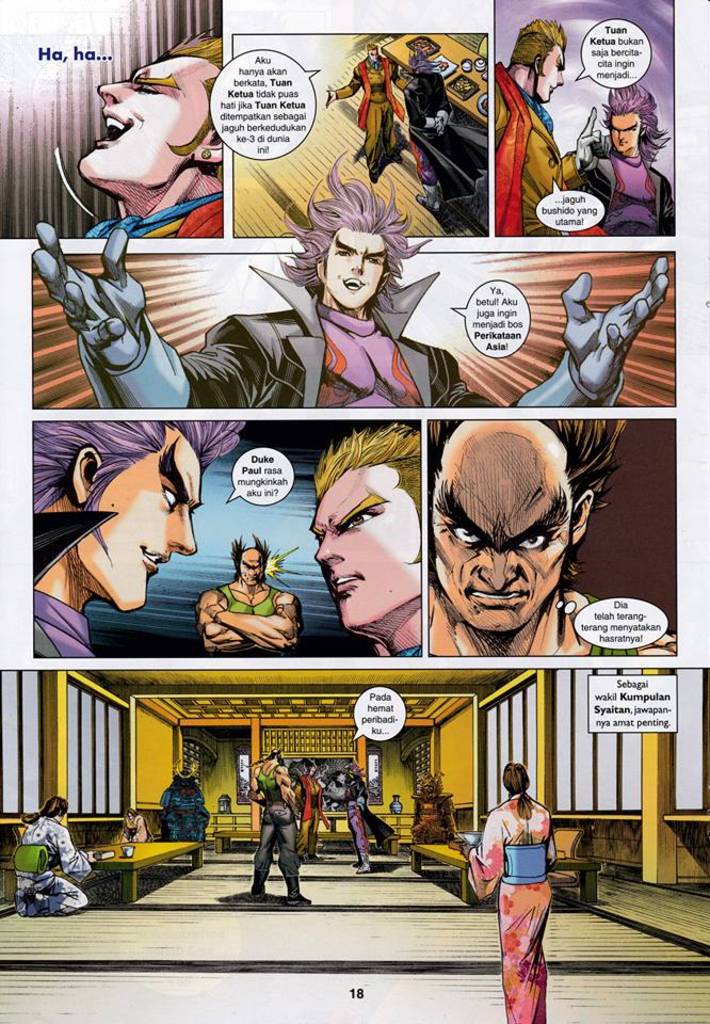 Ha, ha...
Aku
hanya akan
berkata, Tuan
Ketua tidak puas
hati jika Tuan Ketua
ditempatkan sebagai
jaguh berkedudukan
ke-3 di dunia
ini!
Tuan
Ketua bukan
saja bercita-
cita ingin
menjadi...
...jaguh
bushido yang
utama!
Ya,
betul! Aku
juga ingin
menjadi bos
Perikataan
Asia!
Duke
Paul rasa
mungkinkah
aku ini?
Dia
telah terang-
terang menyatakan
hasratnya!
Pada
hemat
peribadi-
ku...
Sebagai
wakil Kumpulan
Syaitan, jawapan-
nya amat penting.
18